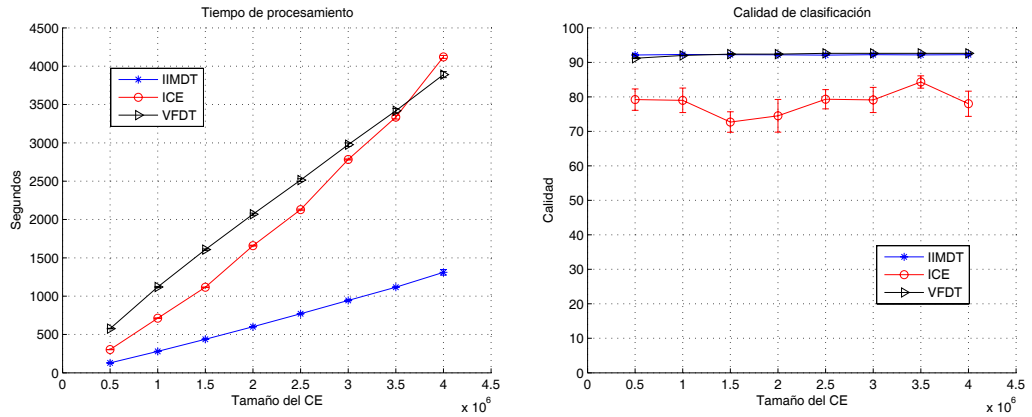 Tiempo de procesamiento
4500
4000
3500
3000
2500
2000
1500
1000
500
0
Segundos
IIMDT
ICE
VFDT
0 0.5 1 1.5 2 2.5 3 3.5 4 4.5
Tamaño del CE
x 10^6
Calidad de clasificación
100
90
80
70
60
50
40
30
20
10
0
Calidad
IIMDT
ICE
VFDT
0 0.5 1 1.5 2 2.5 3 3.5 4 4.5
Tamaño del CE
x 10^6